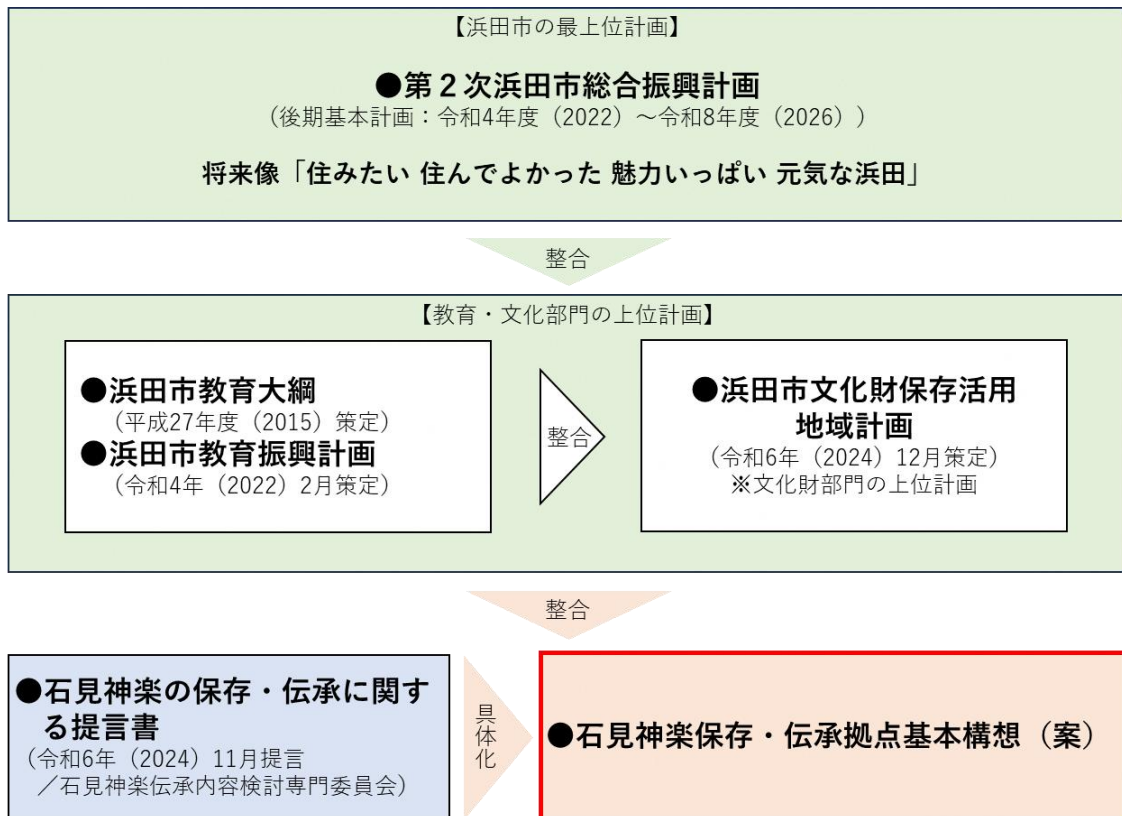 【浜田市の最上位計画】
●第２次浜田市総合振興計画
（後期基本計画：令和4年度（2022）～令和8年度（2026））
将来像「住みたい 住んでよかった 魅力いっぱい 元気な浜田」
整合
【教育・文化部門の上位計画】
●浜田市教育大綱
（平成27年度（2015）策定）
●浜田市教育振興計画
（令和4年（2022）2月策定）
整合
●浜田市文化財保存活用
地域計画
（令和6年（2024）12月策定）
※文化財部門の上位計画
整合
●石見神楽の保存・伝承に関す
る提言書
（令和6年（2024）11月提言
／石見神楽伝承内容検討専門委員会）
具体化
●石見神楽保存・伝承拠点基本構想（案）